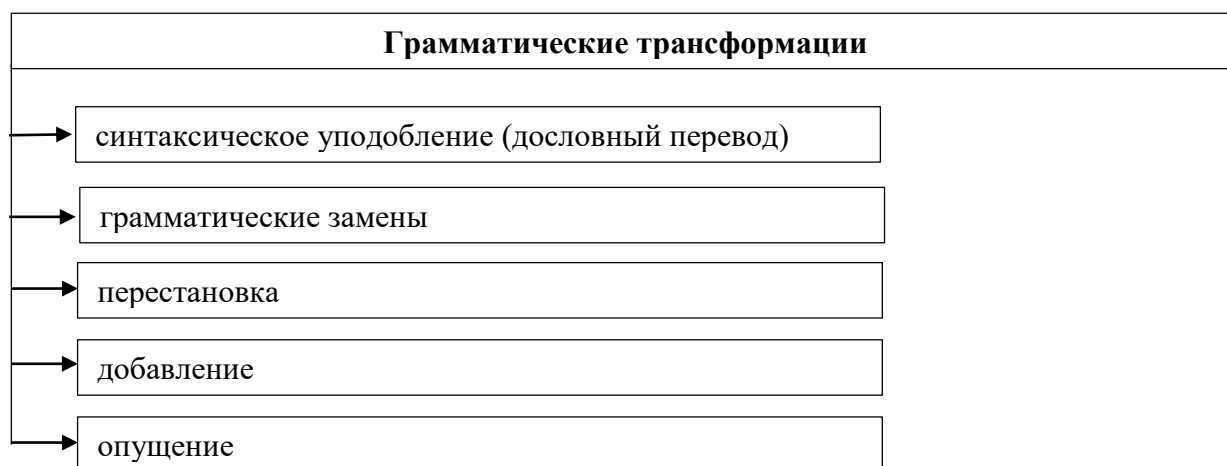 Грамматические трансформации
синтаксическое уподобление (дословный перевод)
грамматические замены
перестановка
добавление
опущение